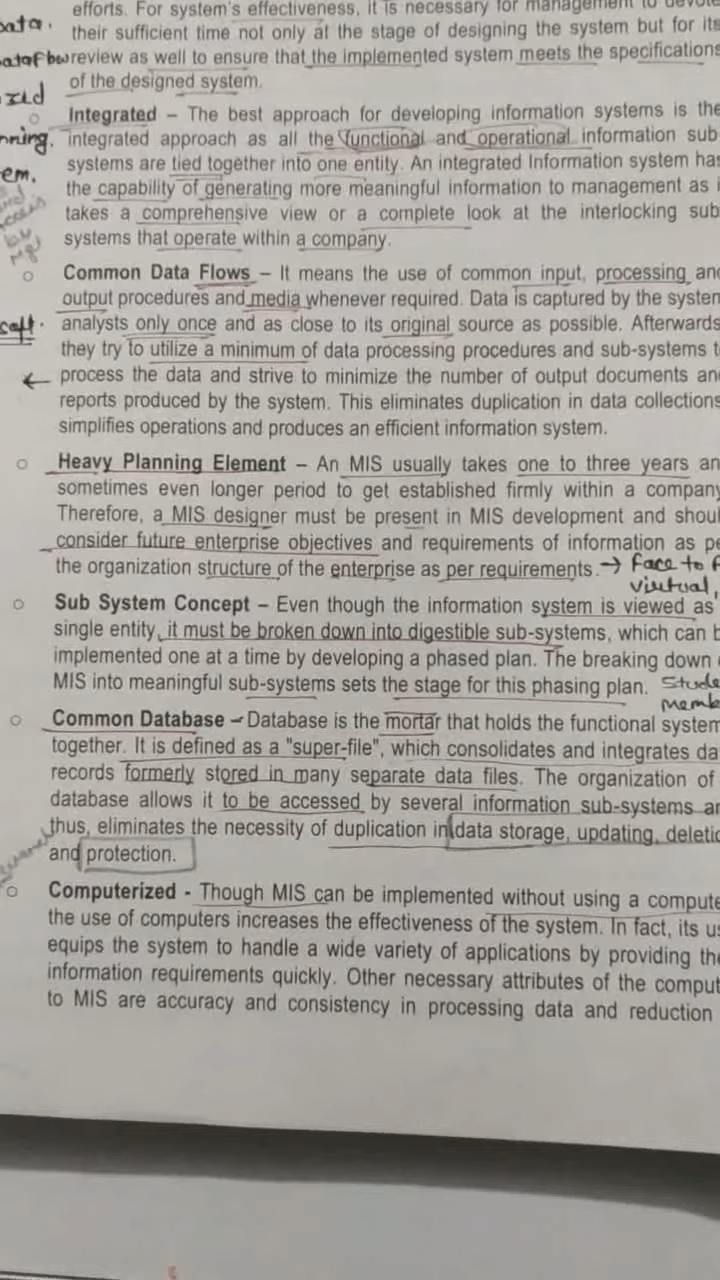 efforts. For system's effectiveness, it is necessary for management to devote
Data. their sufficient time not only at the stage of designing the system but for its
review as well to ensure that the implemented system meets the specifications
of the designed system.
Integrated – The best approach for developing information systems is the
integrated approach as all the functional and operational information sub
systems are tied together into one entity. An integrated Information system has
the capability of generating more meaningful information to management as i
takes a comprehensive view or a complete look at the interlocking sub
systems that operate within a company.
Common Data Flows – It means the use of common input, processing and
output procedures and media whenever required. Data is captured by the system
analysts only once and as close to its original source as possible. Afterwards
they try to utilize a minimum of data processing procedures and sub-systems t
← process the data and strive to minimize the number of output documents an
reports produced by the system. This eliminates duplication in data collections
simplifies operations and produces an efficient information system.
Heavy Planning Element – An MIS usually takes one to three years an
sometimes even longer period to get established firmly within a company
Therefore, a MIS designer must be present in MIS development and shoul
consider future enterprise objectives and requirements of information as pe
the organization structure of the enterprise as per requirements. → Face to F
virtual,
Sub System Concept – Even though the information system is viewed as
single entity, it must be broken down into digestible sub-systems, which can b
implemented one at a time by developing a phased plan. The breaking down
MIS into meaningful sub-systems sets the stage for this phasing plan. Stude
memb
Common Database – Database is the mortar that holds the functional system
together. It is defined as a "super-file", which consolidates and integrates da
records formerly stored in many separate data files. The organization of
database allows it to be accessed by several information sub-systems an
thus, eliminates the necessity of duplication in data storage, updating, deletio
and protection.
Computerized - Though MIS can be implemented without using a compute
the use of computers increases the effectiveness of the system. In fact, its us
equips the system to handle a wide variety of applications by providing the
information requirements quickly. Other necessary attributes of the comput
to MIS are accuracy and consistency in processing data and reduction